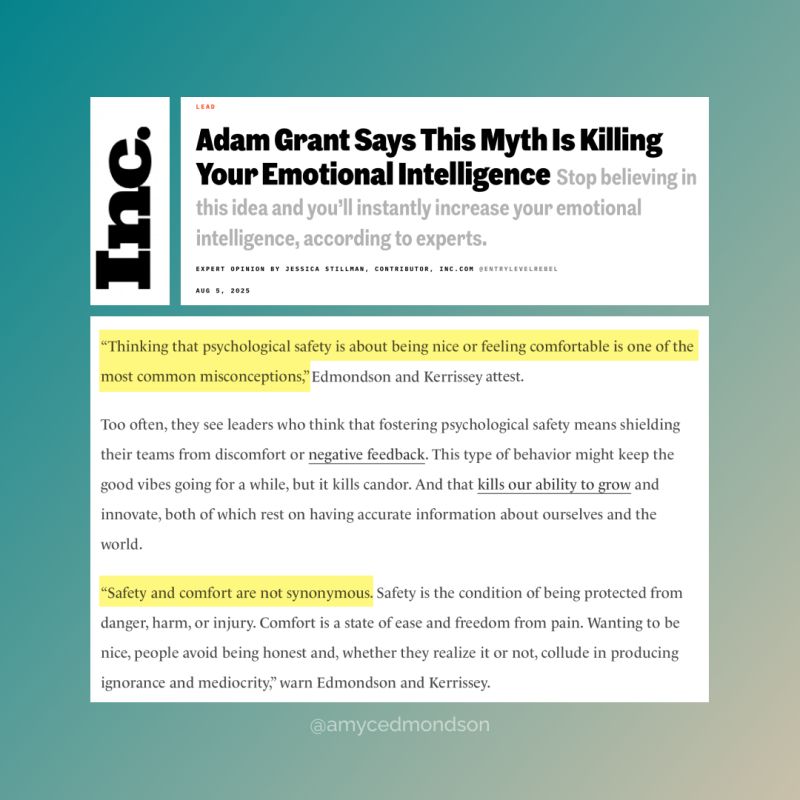 Inc.
LEAD
Adam Grant Says This Myth Is Killing
Your Emotional Intelligence Stop believing in
this idea and you’ll instantly increase your emotional
intelligence, according to experts.
EXPERT OPINION BY JESSICA STILLMAN, CONTRIBUTOR, INC.COM @ENTRYLEVELREBEL
AUG 5, 2025
“Thinking that psychological safety is about being nice or feeling comfortable is one of the
most common misconceptions,” Edmondson and Kerrissey attest.
Too often, they see leaders who think that fostering psychological safety means shielding
their teams from discomfort or negative feedback. This type of behavior might keep the
good vibes going for a while, but it kills candor. And that kills our ability to grow and
innovate, both of which rest on having accurate information about ourselves and the
world.
“Safety and comfort are not synonymous. Safety is the condition of being protected from
danger, harm, or injury. Comfort is a state of ease and freedom from pain. Wanting to be
nice, people avoid being honest and, whether they realize it or not, collude in producing
ignorance and mediocrity,” warn Edmondson and Kerrissey.
@amycedmondson